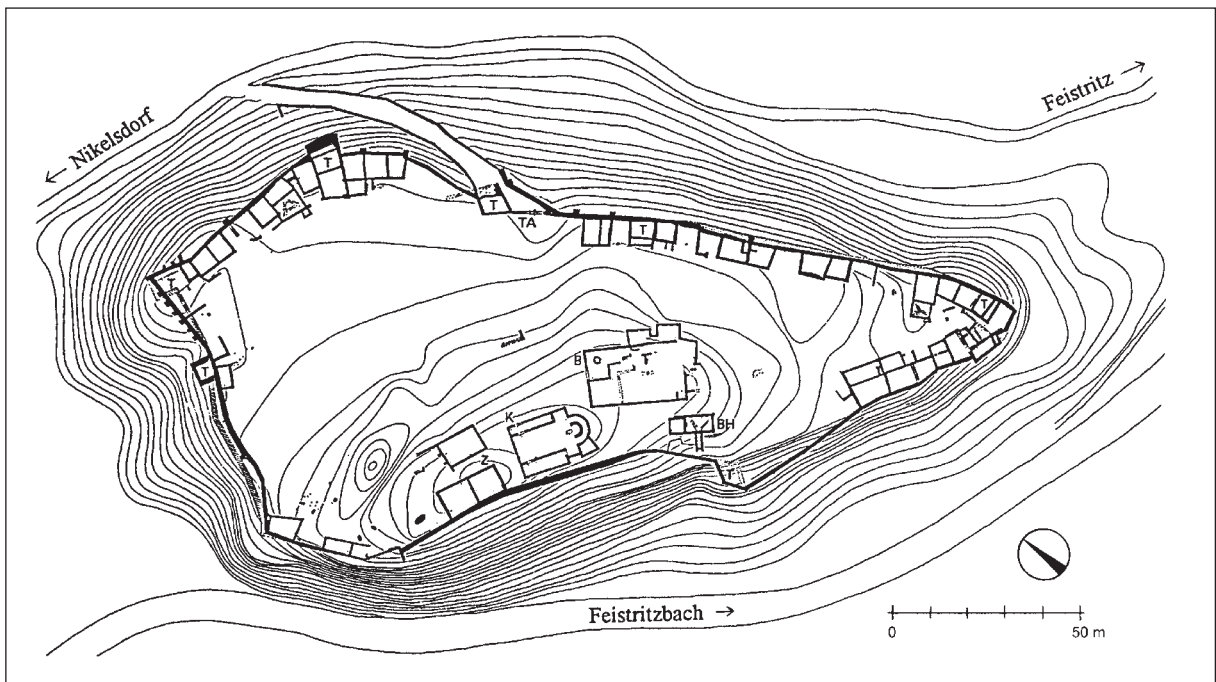 Feistritz →
← Nikelsdorf
T
T
TA
T
T
T
T
B
T
K
BH
Z
T
T
Feistritzbach →
0 50 m